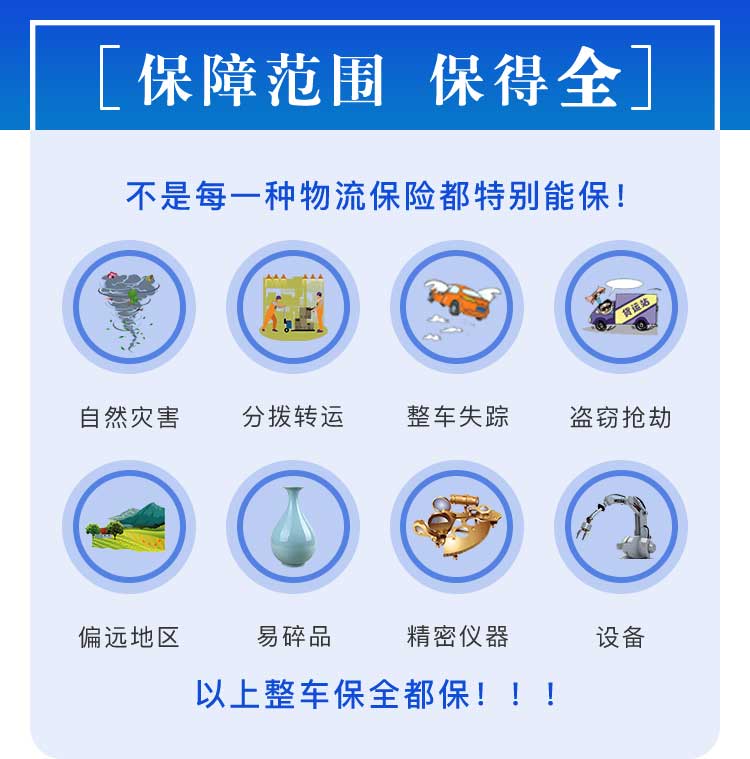 保障范围 保得全
不是每一种物流保险都特别能保！
货运站
自然灾害 分拨转运 整车失踪 盗窃抢劫
偏远地区 易碎品 精密仪器 设备
以上整车保全都保！！！